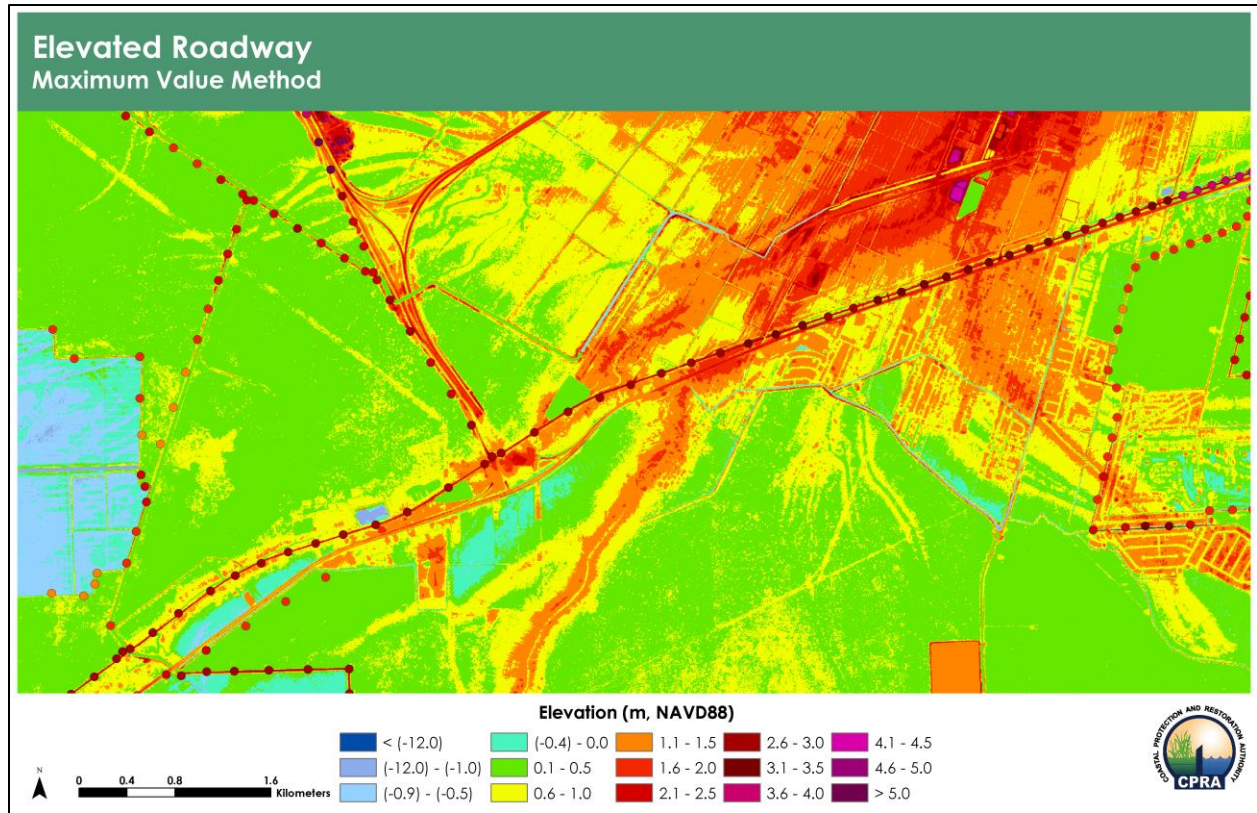 Elevated Roadway
Maximum Value Method
Elevation (m, NAVD88)
< (-12.0)
(-12.0) - (-1.0)
(-0.9) - (-0.5)
(-0.4) - 0.0
0.1 - 0.5
0.6 - 1.0
1.1 - 1.5
1.6 - 2.0
2.1 - 2.5
2.6 - 3.0
3.1 - 3.5
3.6 - 4.0
4.1 - 4.5
4.6 - 5.0
> 5.0
N
0 0.4 0.8 1.6
Kilometers
COASTAL PROTECTION AND RESTORATION AUTHORITY
CPRA